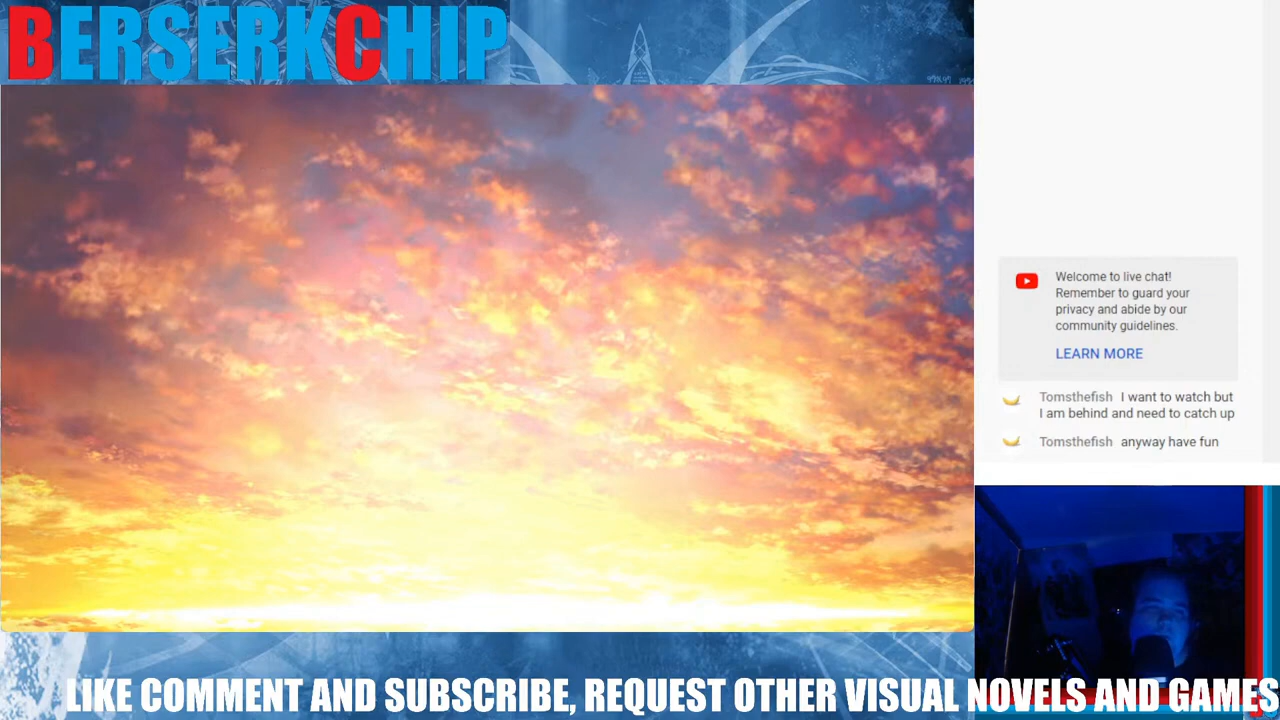 BERSERKCHIP
Welcome to live chat!
Remember to guard your
privacy and abide by our
community guidelines.
LEARN MORE
Tomsthefish I want to watch but
I am behind and need to catch up
Tomsthefish anyway have fun
LIKE COMMENT AND SUBSCRIBE, REQUEST OTHER VISUAL NOVELS AND GAMES